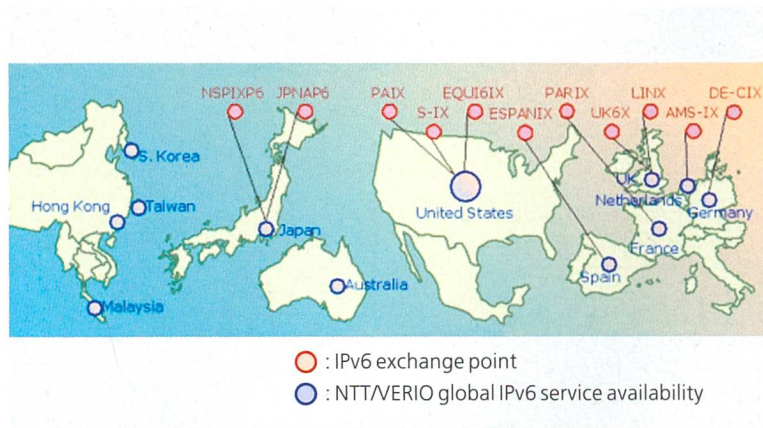 NSPIXP6 JPNAP6 PAIX EQUI6IX PARIX LINX DE-CIX
S-IX ESPANIX UK6X AMS-IX
S. Korea
UK
Hong Kong Taiwan Netherlands
United States Germany
Japan France
Spain
Australia
Malaysia
: IPv6 exchange point
: NTT/VERIO global IPv6 service availability